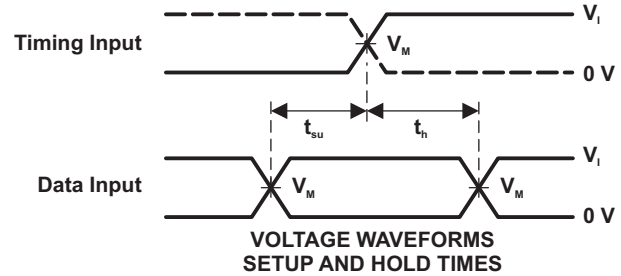 V_I
Timing Input
V_M
0 V
t_su t_h
V_I
Data Input
V_M V_M
0 V
VOLTAGE WAVEFORMS
SETUP AND HOLD TIMES